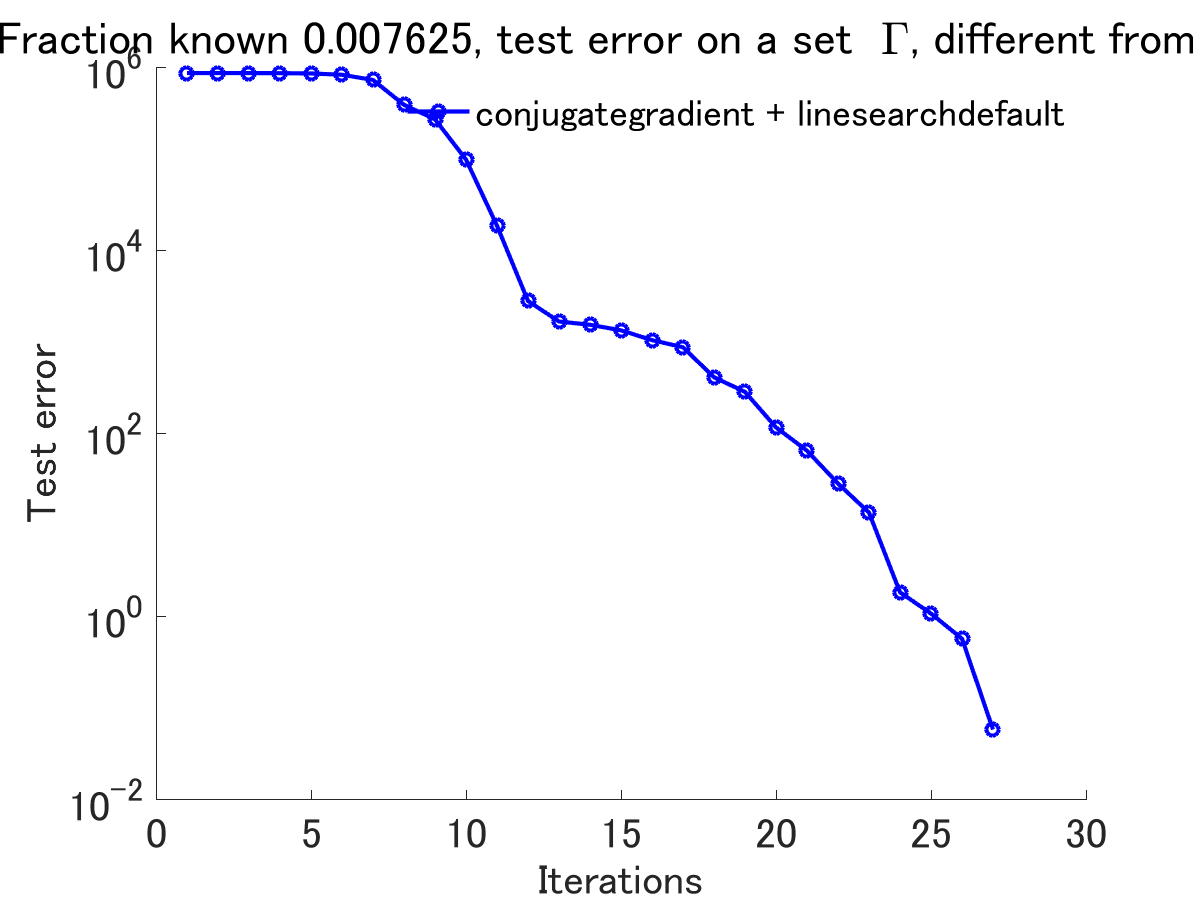 Fraction known 0.007625, test error on a set Γ, different from
10^6
conjugategradient + linesearchdefault
10^4
10^2
10^0
10^-2
Test error
0 5 10 15 20 25 30
Iterations